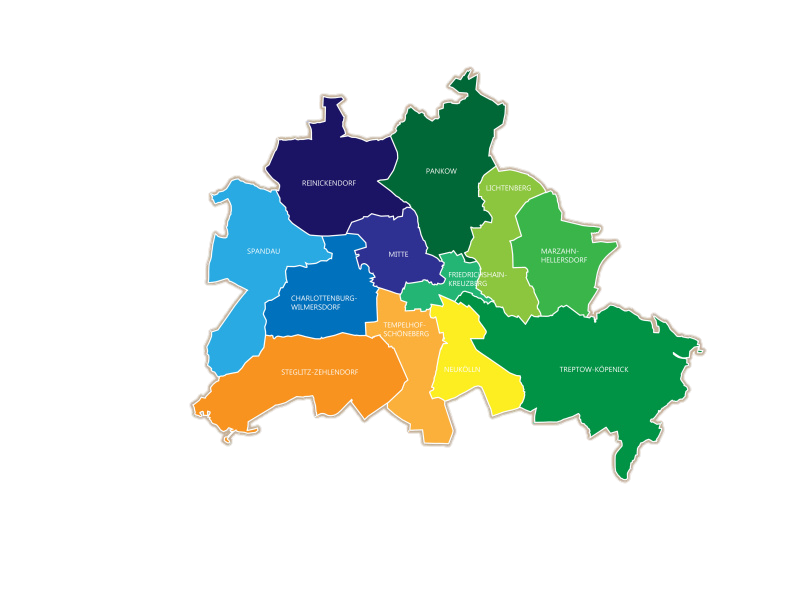 PANKOW
REINICKENDORF
LICHTENBERG
SPANDAU
MITTE
MARZAHN-
HELLERSDORF
FRIEDRICHSHAIN-
KREUZBERG
CHARLOTTENBURG-
WILMERSDORF
TEMPELHOF-
SCHÖNEBERG
STEGLITZ-ZEHLENDORF
NEUKÖLLN
TREPTOW-KÖPENICK